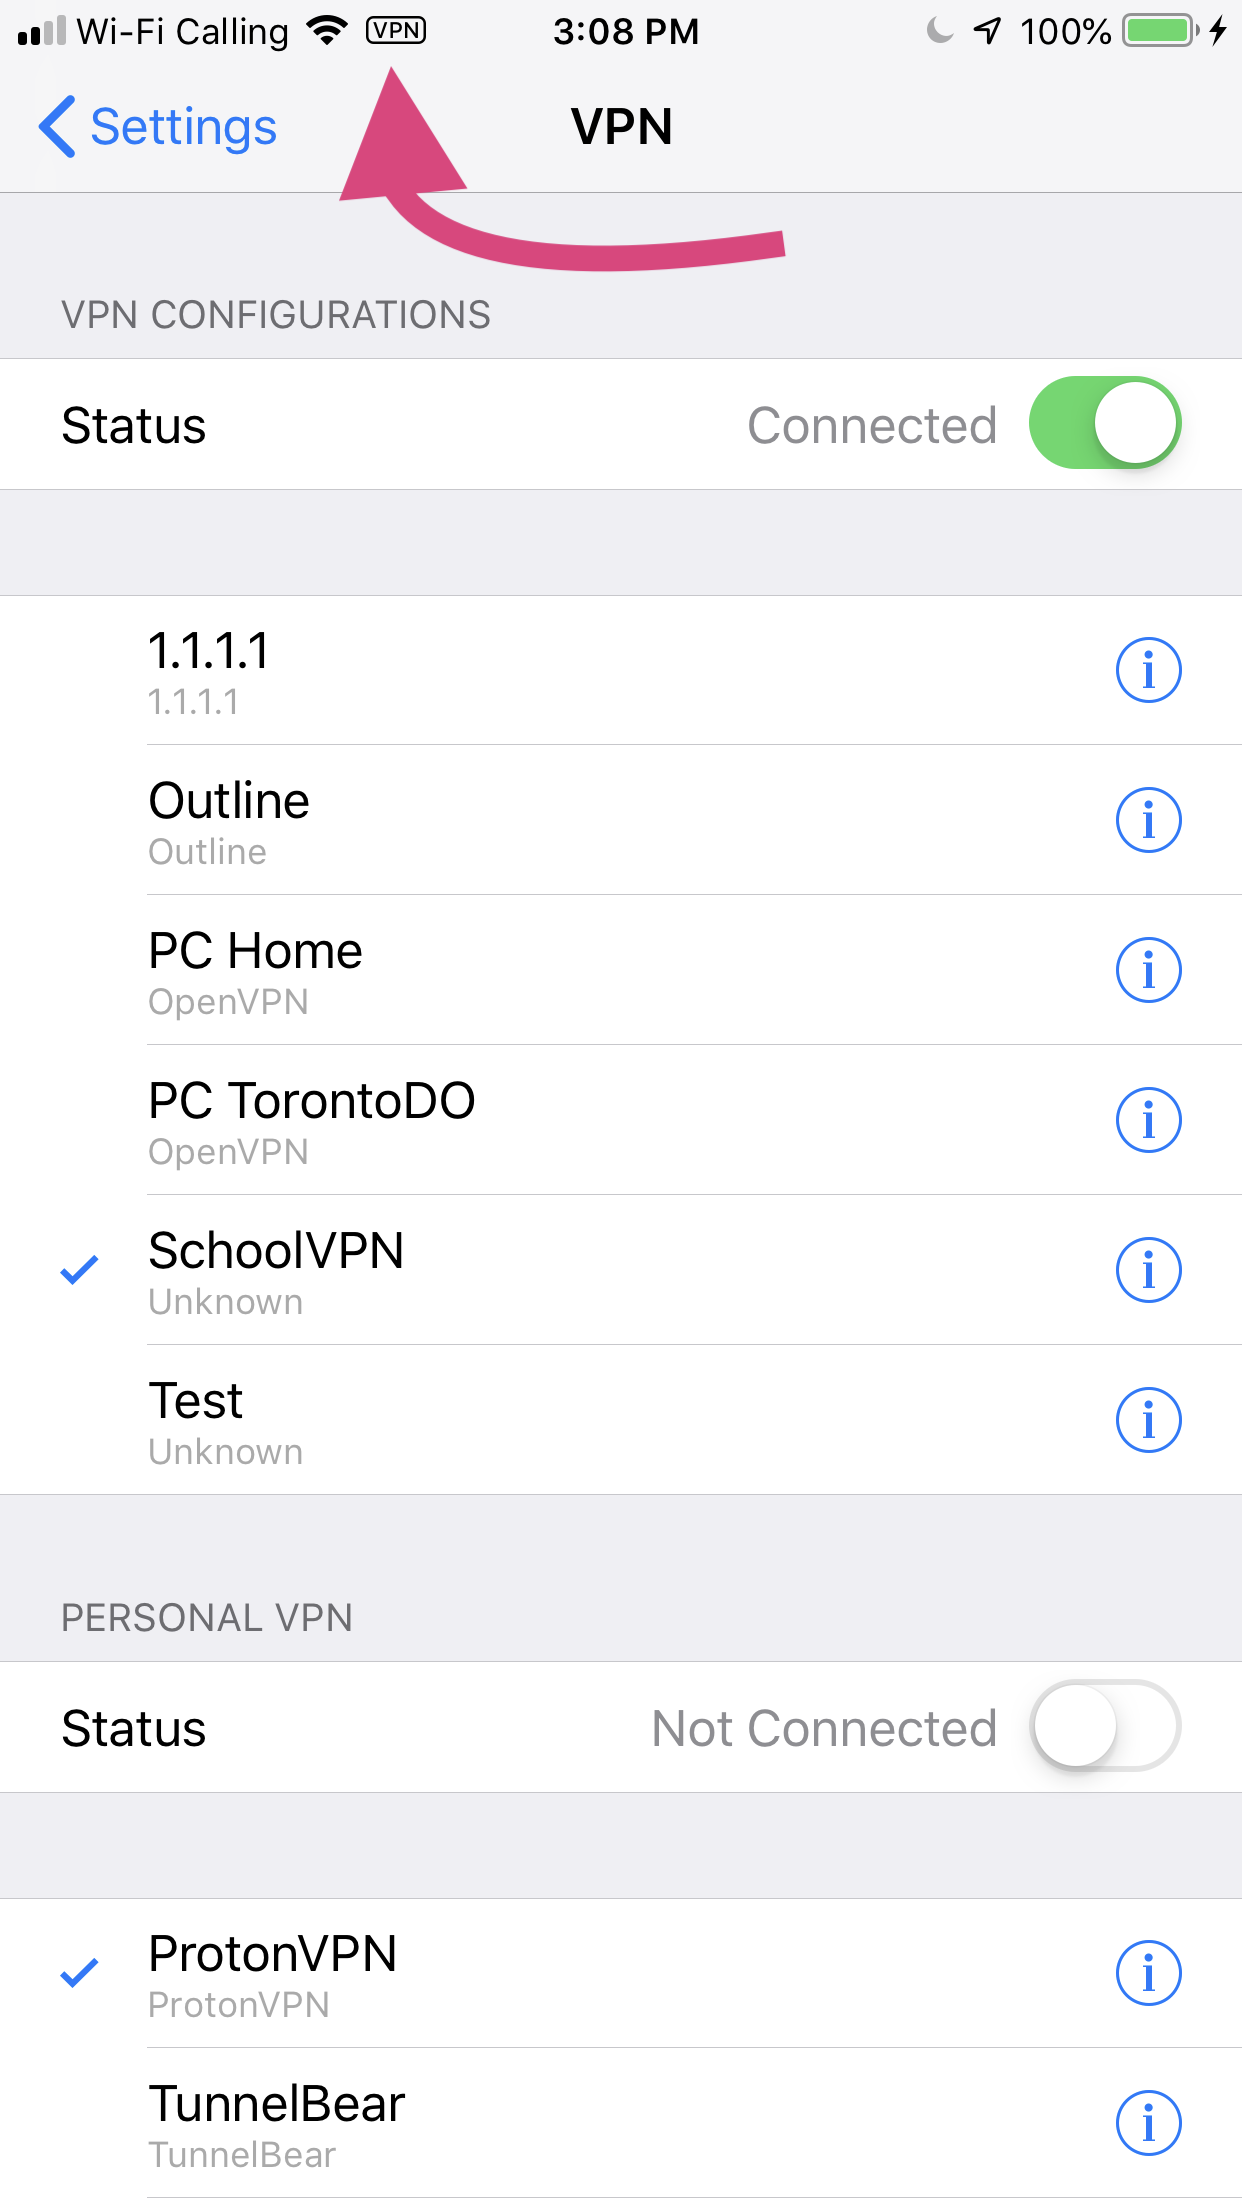 Wi-Fi Calling VPN 3:08 PM 100%
Settings VPN
VPN CONFIGURATIONS
Status Connected
1.1.1.1
1.1.1.1
Outline
Outline
PC Home
OpenVPN
PC TorontoDO
OpenVPN
SchoolVPN
Unknown
Test
Unknown
PERSONAL VPN
Status Not Connected
ProtonVPN
ProtonVPN
TunnelBear
TunnelBear